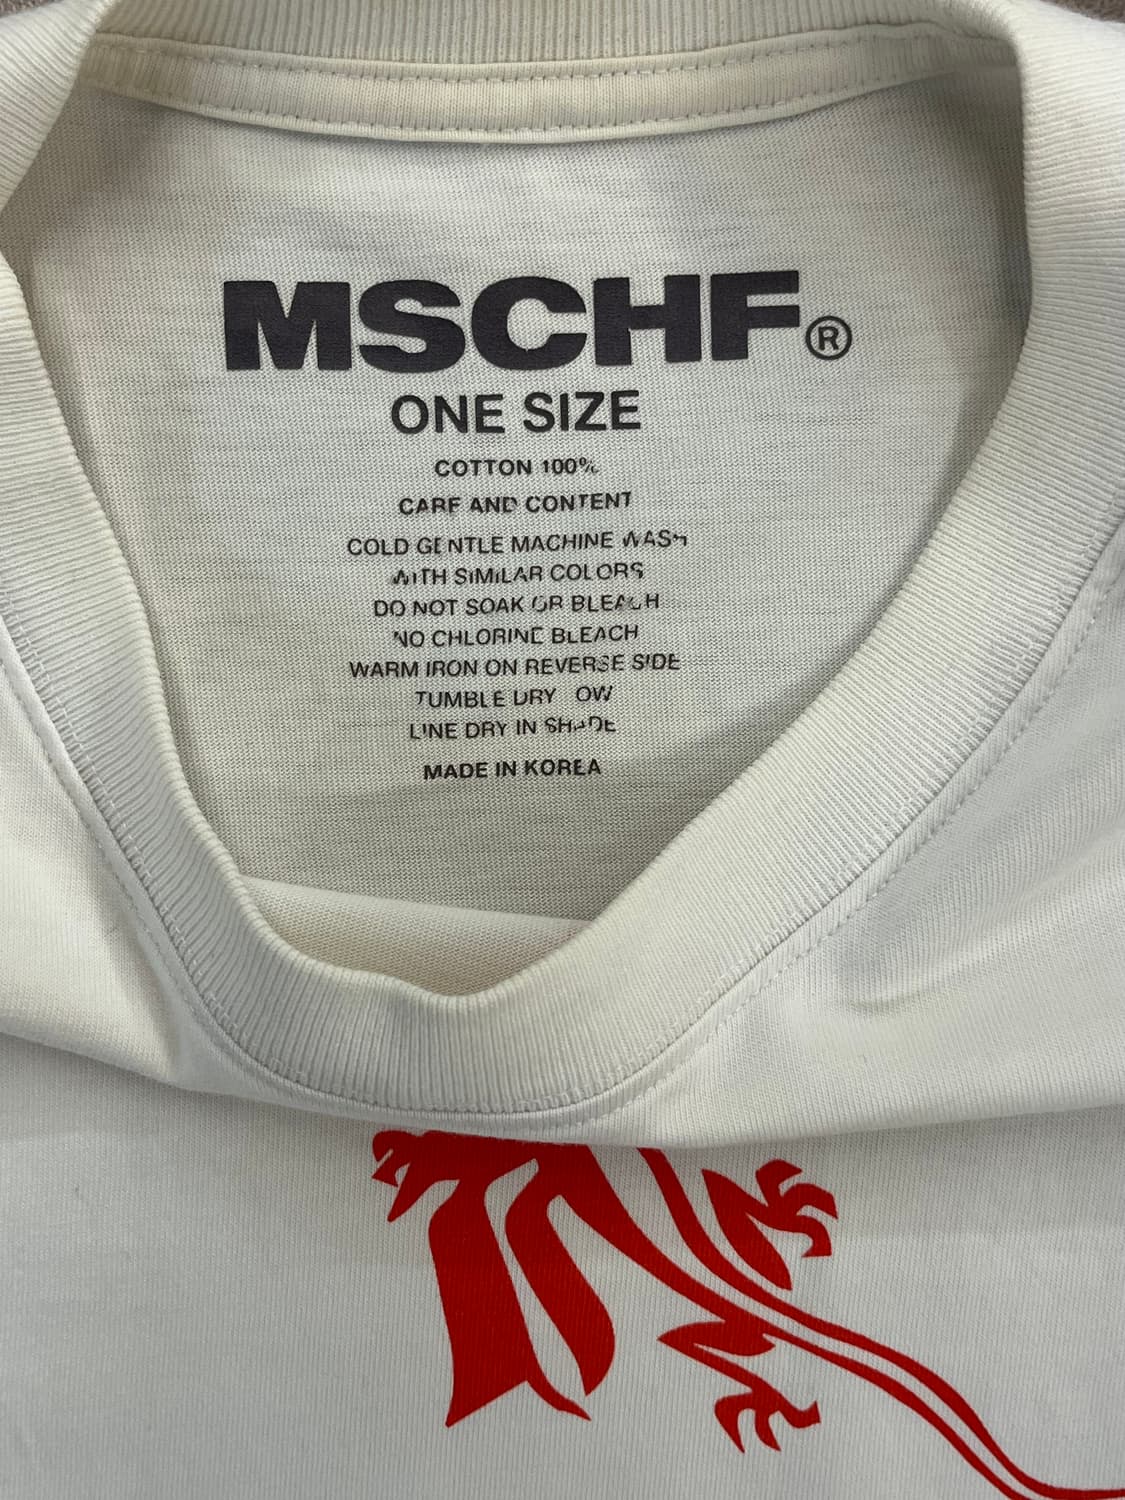 MSCHF®
ONE SIZE
COTTON 100%
CARE AND CONTENT
COLD GENTLE MACHINE WASH
WITH SIMILAR COLORS
DO NOT SOAK OR BLEACH
NO CHLORINE BLEACH
WARM IRON ON REVERSE SIDE
TUMBLE DRY LOW
LINE DRY IN SHADE
MADE IN KOREA